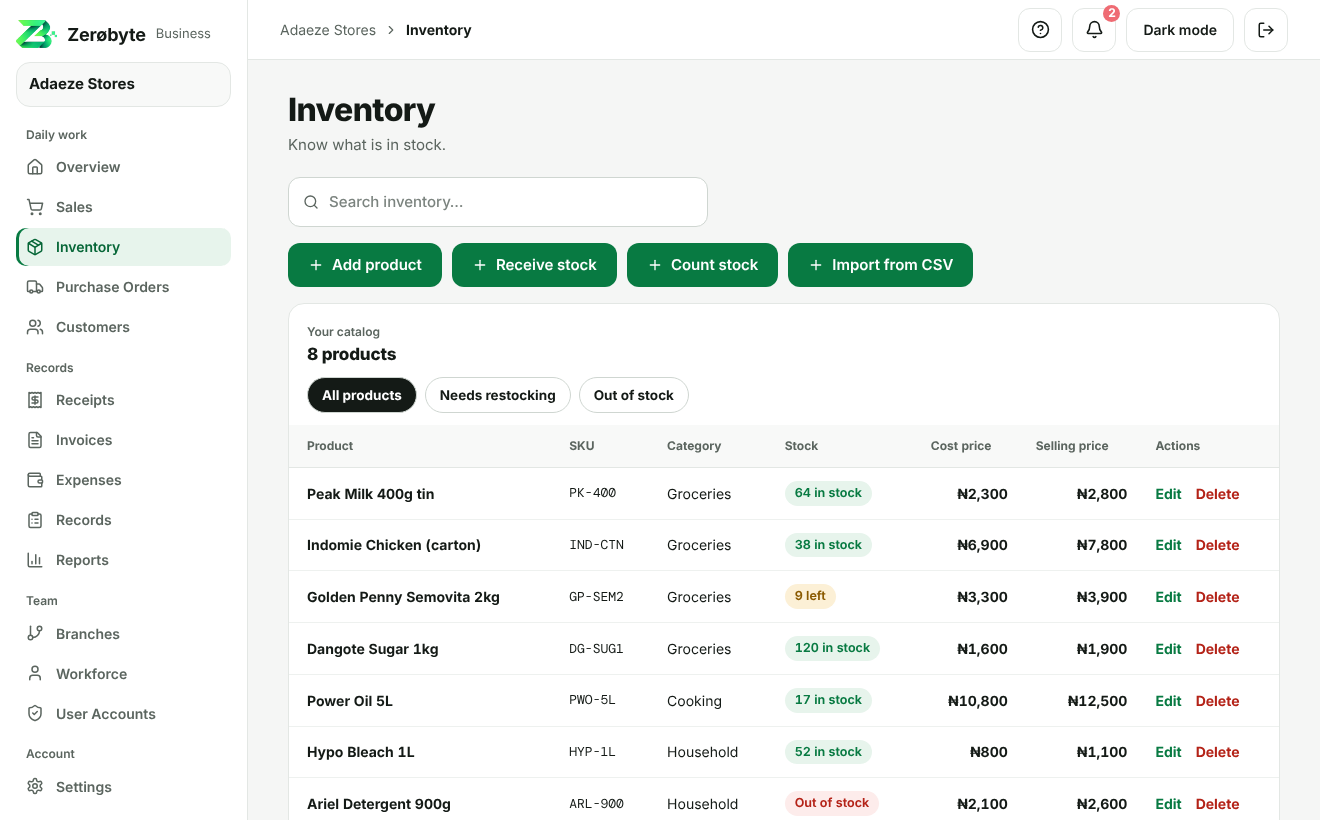 Zerøbyte Business
Adaeze Stores
Daily work
Overview
Sales
Inventory
Purchase Orders
Customers
Records
Receipts
Invoices
Expenses
Records
Reports
Team
Branches
Workforce
User Accounts
Account
Settings
Adaeze Stores > Inventory
2
Dark mode
Inventory
Know what is in stock.
Search inventory...
+ Add product
+ Receive stock
+ Count stock
+ Import from CSV
Your catalog
8 products
All products Needs restocking Out of stock
Product SKU Category Stock Cost price Selling price Actions
Peak Milk 400g tin PK-400 Groceries 64 in stock ₦2,300 ₦2,800 Edit Delete
Indomie Chicken (carton) IND-CTN Groceries 38 in stock ₦6,900 ₦7,800 Edit Delete
Golden Penny Semovita 2kg GP-SEM2 Groceries 9 left ₦3,300 ₦3,900 Edit Delete
Dangote Sugar 1kg DG-SUG1 Groceries 120 in stock ₦1,600 ₦1,900 Edit Delete
Power Oil 5L PWO-5L Cooking 17 in stock ₦10,800 ₦12,500 Edit Delete
Hypo Bleach 1L HYP-1L Household 52 in stock ₦800 ₦1,100 Edit Delete
Ariel Detergent 900g ARL-900 Household Out of stock ₦2,100 ₦2,600 Edit Delete